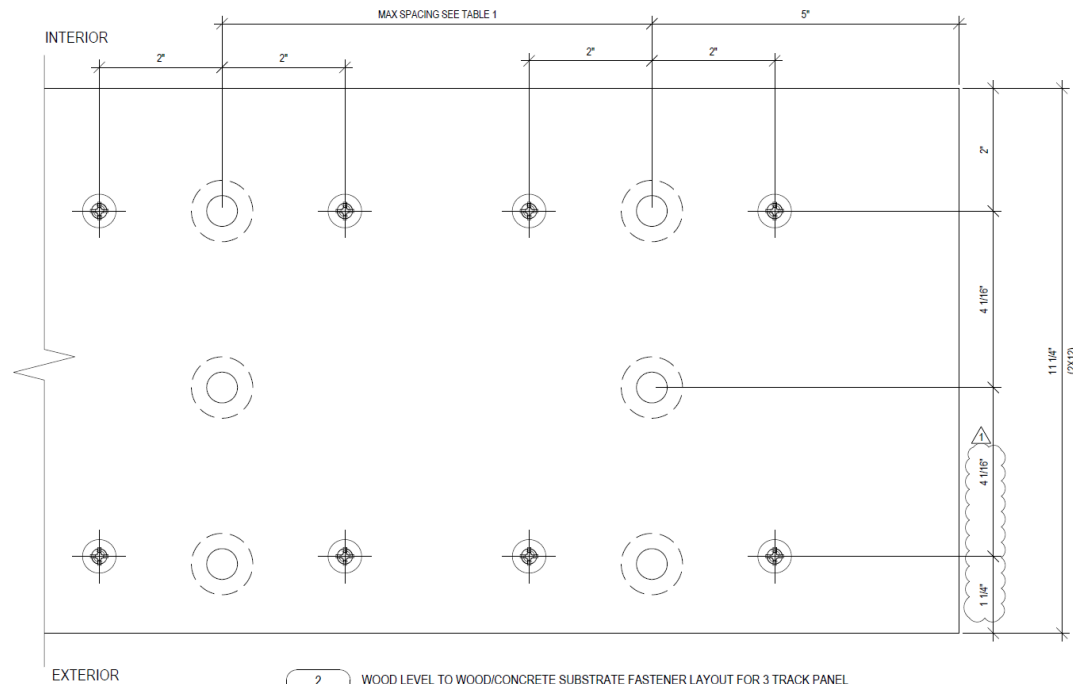 MAX SPACING SEE TABLE 1
5"
INTERIOR
2"
2"
2"
2"
2"
4 1/16"
11 1/4"
(2X12)
1
4 1/16"
1 1/4"
EXTERIOR
2
WOOD LEVEL TO WOOD/CONCRETE SUBSTRATE FASTENER LAYOUT FOR 3 TRACK PANEL